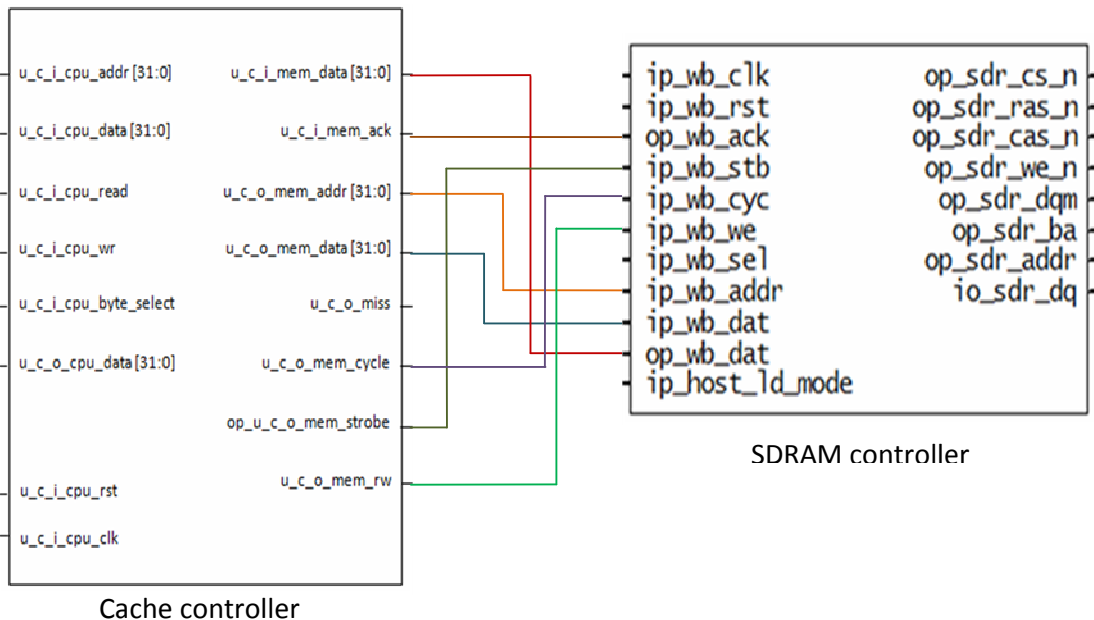 u_c_i_cpu_addr [31:0]
u_c_i_cpu_data [31:0]
u_c_i_cpu_read
u_c_i_cpu_wr
u_c_i_cpu_byte_select
u_c_o_cpu_data [31:0]
u_c_i_cpu_rst
u_c_i_cpu_clk
u_c_i_mem_data [31:0]
u_c_i_mem_ack
u_c_o_mem_addr [31:0]
u_c_o_mem_data [31:0]
u_c_o_miss
u_c_o_mem_cycle
op_u_c_o_mem_strobe
u_c_o_mem_rw
Cache controller
ip_wb_clk
ip_wb_rst
op_wb_ack
ip_wb_stb
ip_wb_cyc
ip_wb_we
ip_wb_sel
ip_wb_addr
ip_wb_dat
op_wb_dat
ip_host_ld_mode
op_sdr_cs_n
op_sdr_ras_n
op_sdr_cas_n
op_sdr_we_n
op_sdr_dqm
op_sdr_ba
op_sdr_addr
io_sdr_dq
SDRAM controller